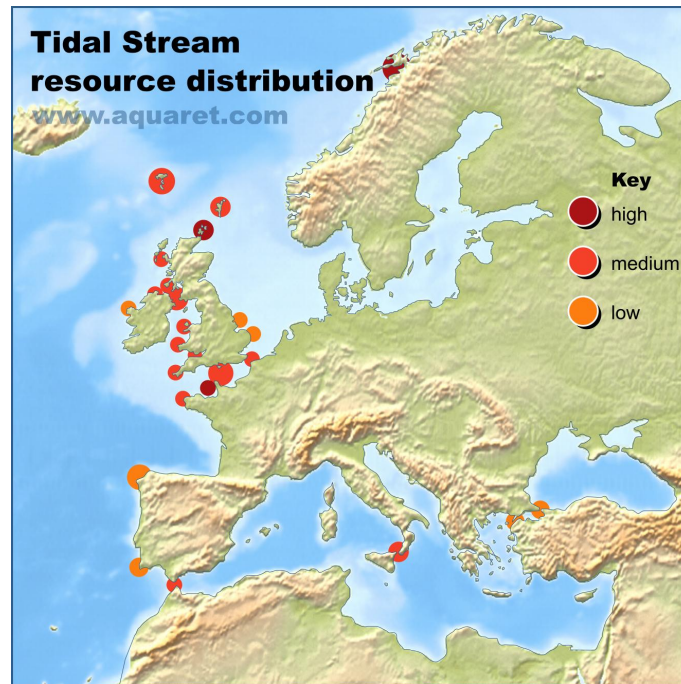 Tidal Stream
resource distribution
www.aquaret.com
Key
high
medium
low